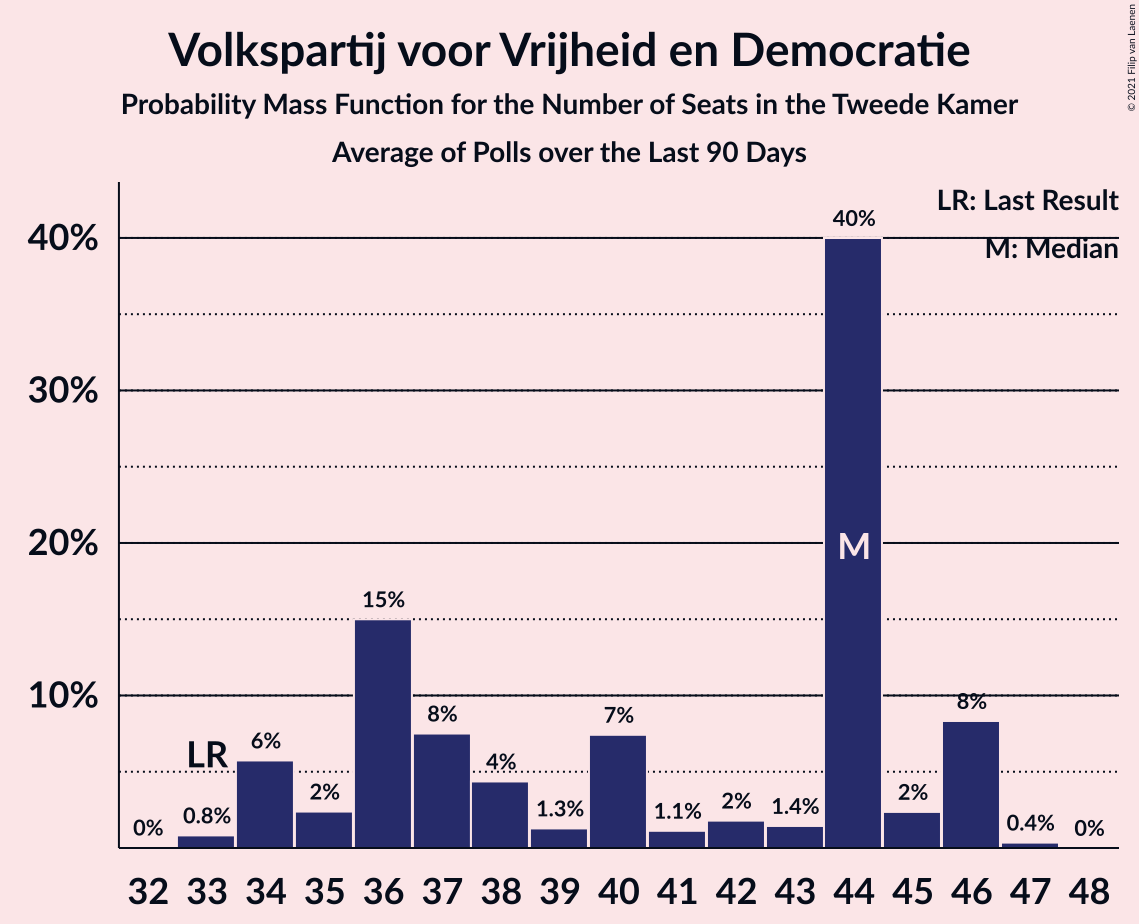 Volkspartij voor Vrijheid en Democratie
Probability Mass Function for the Number of Seats in the Tweede Kamer
Average of Polls over the Last 90 Days
© 2021 Filip van Laenen
LR: Last Result
M: Median
40%
30%
20%
10%
0%
0.8%
LR
6%
2%
15%
8%
4%
1.3%
7%
1.1%
2%
1.4%
40%
M
2%
8%
0.4%
0%
32 33 34 35 36 37 38 39 40 41 42 43 44 45 46 47 48